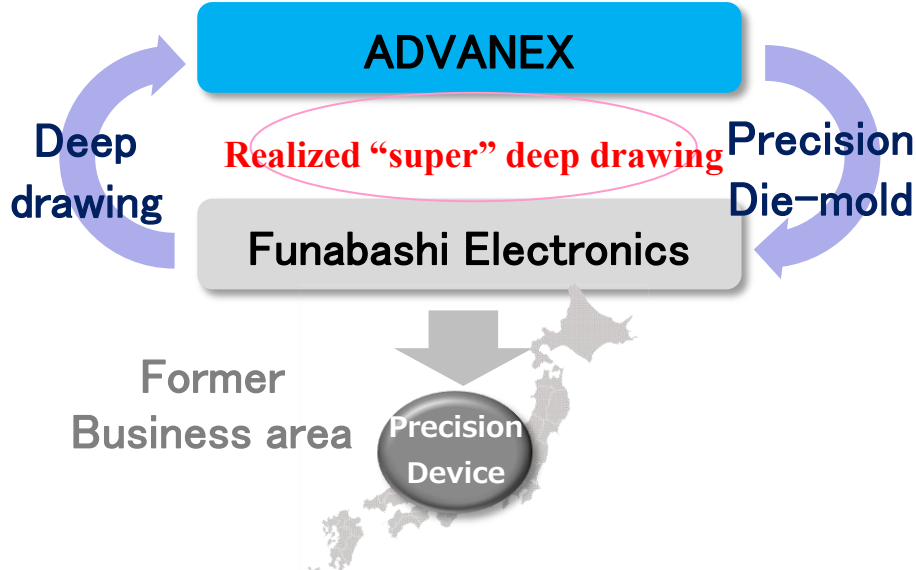 ADVANEX
Deep
drawing
Realized “super” deep drawing
Precision
Die-mold
Funabashi Electronics
Former
Business area
Precision
Device